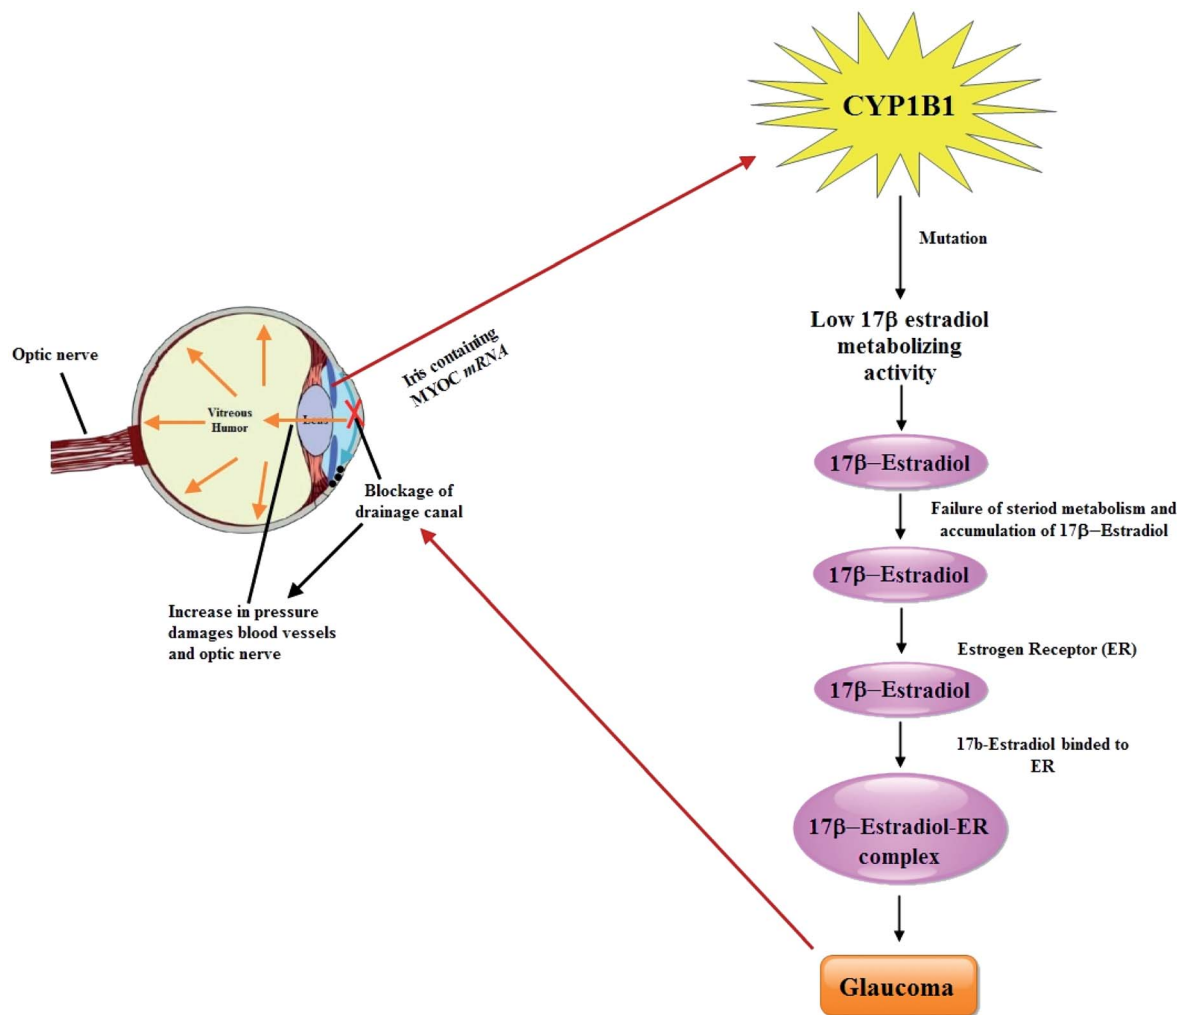 CYP1B1
Mutation
Low 17β estradiol
metabolizing
activity
17β–Estradiol
Failure of steriod metabolism and
accumulation of 17β–Estradiol
17β–Estradiol
Estrogen Receptor (ER)
17β–Estradiol
17b-Estradiol binded to
ER
17β–Estradiol-ER
complex
Glaucoma
Iris containing
MYOC mRNA
Optic nerve
Vitreous
Humor
Lens
Blockage of
drainage canal
Increase in pressure
damages blood vessels
and optic nerve